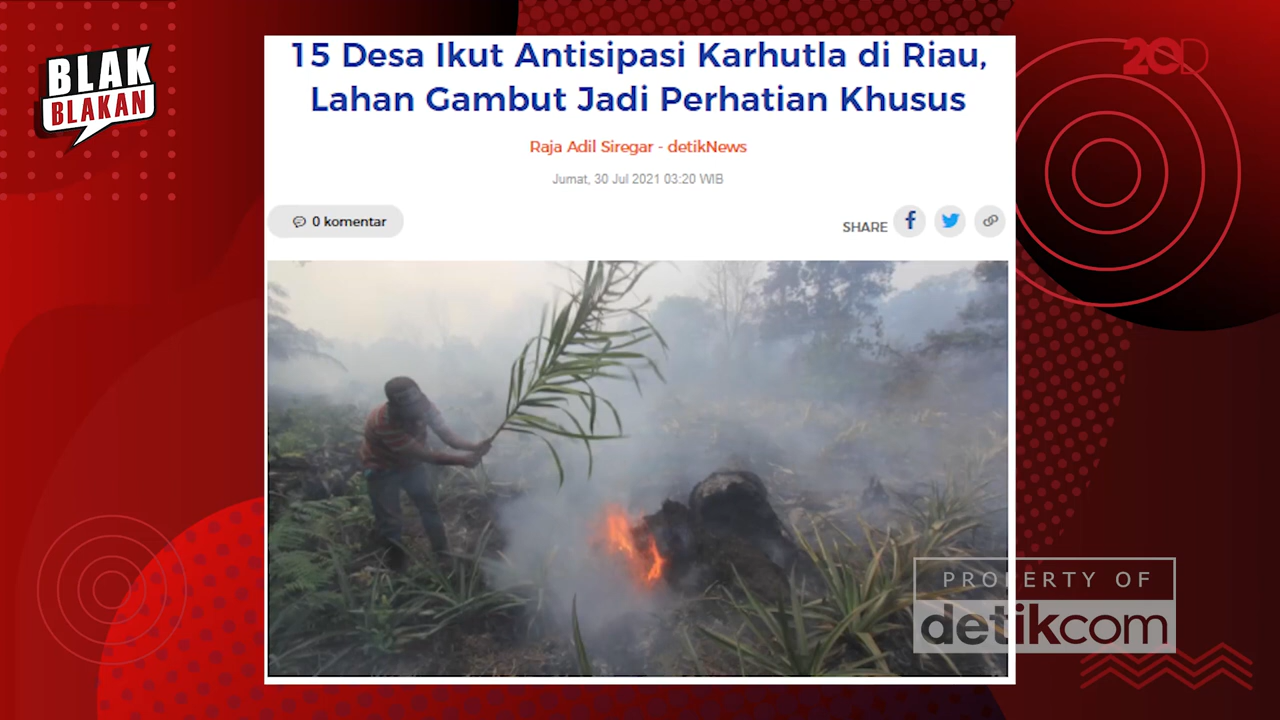 BLAK
BLAKAN
20D
15 Desa Ikut Antisipasi Karhutla di Riau,
Lahan Gambut Jadi Perhatian Khusus
Raja Adil Siregar - detikNews
Jumat, 30 Jul 2021 03:20 WIB
0 komentar
SHARE
PROPERTY OF
detikcom